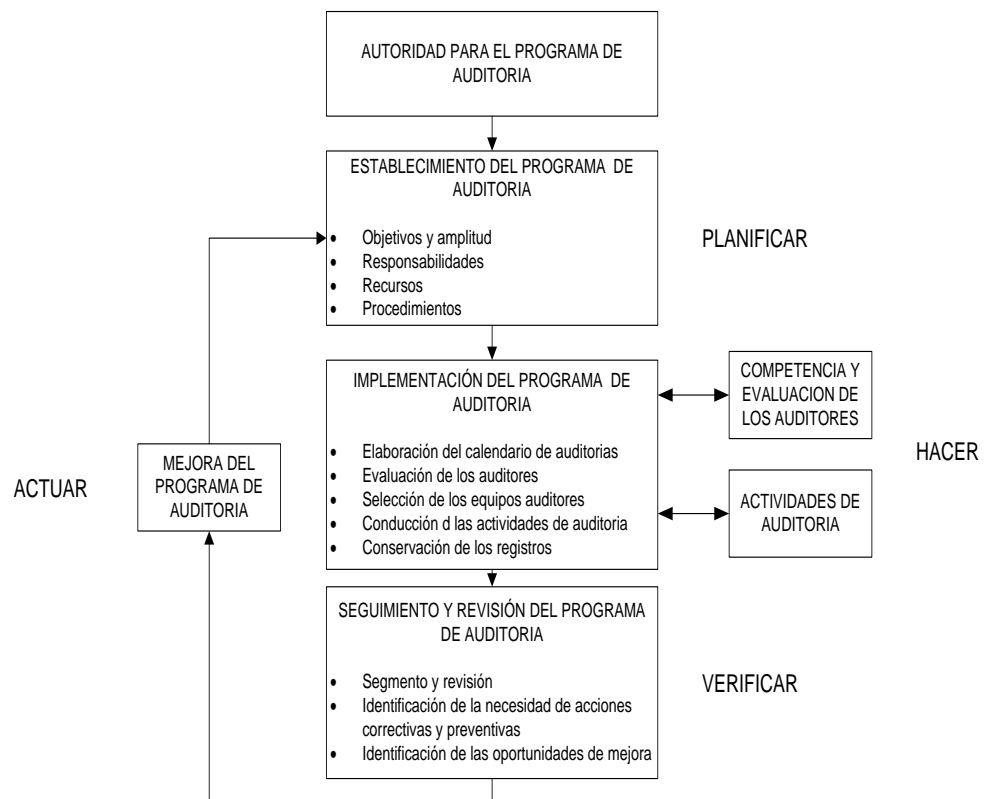 AUTORIDAD PARA EL PROGRAMA DE
AUDITORIA
ESTABLECIMIENTO DEL PROGRAMA DE
AUDITORIA
• Objetivos y amplitud
• Responsabilidades
• Recursos
• Procedimientos
PLANIFICAR
IMPLEMENTACIÓN DEL PROGRAMA DE
AUDITORIA
• Elaboración del calendario de auditorias
• Evaluación de los auditores
• Selección de los equipos auditores
• Conducción d las actividades de auditoria
• Conservación de los registros
COMPETENCIA Y
EVALUACION DE
LOS AUDITORES
ACTIVIDADES DE
AUDITORIA
HACER
ACTUAR
MEJORA DEL
PROGRAMA DE
AUDITORIA
SEGUIMIENTO Y REVISIÓN DEL PROGRAMA
DE AUDITORIA
• Segmento y revisión
• Identificación de la necesidad de acciones
correctivas y preventivas
• Identificación de las oportunidades de mejora
VERIFICAR